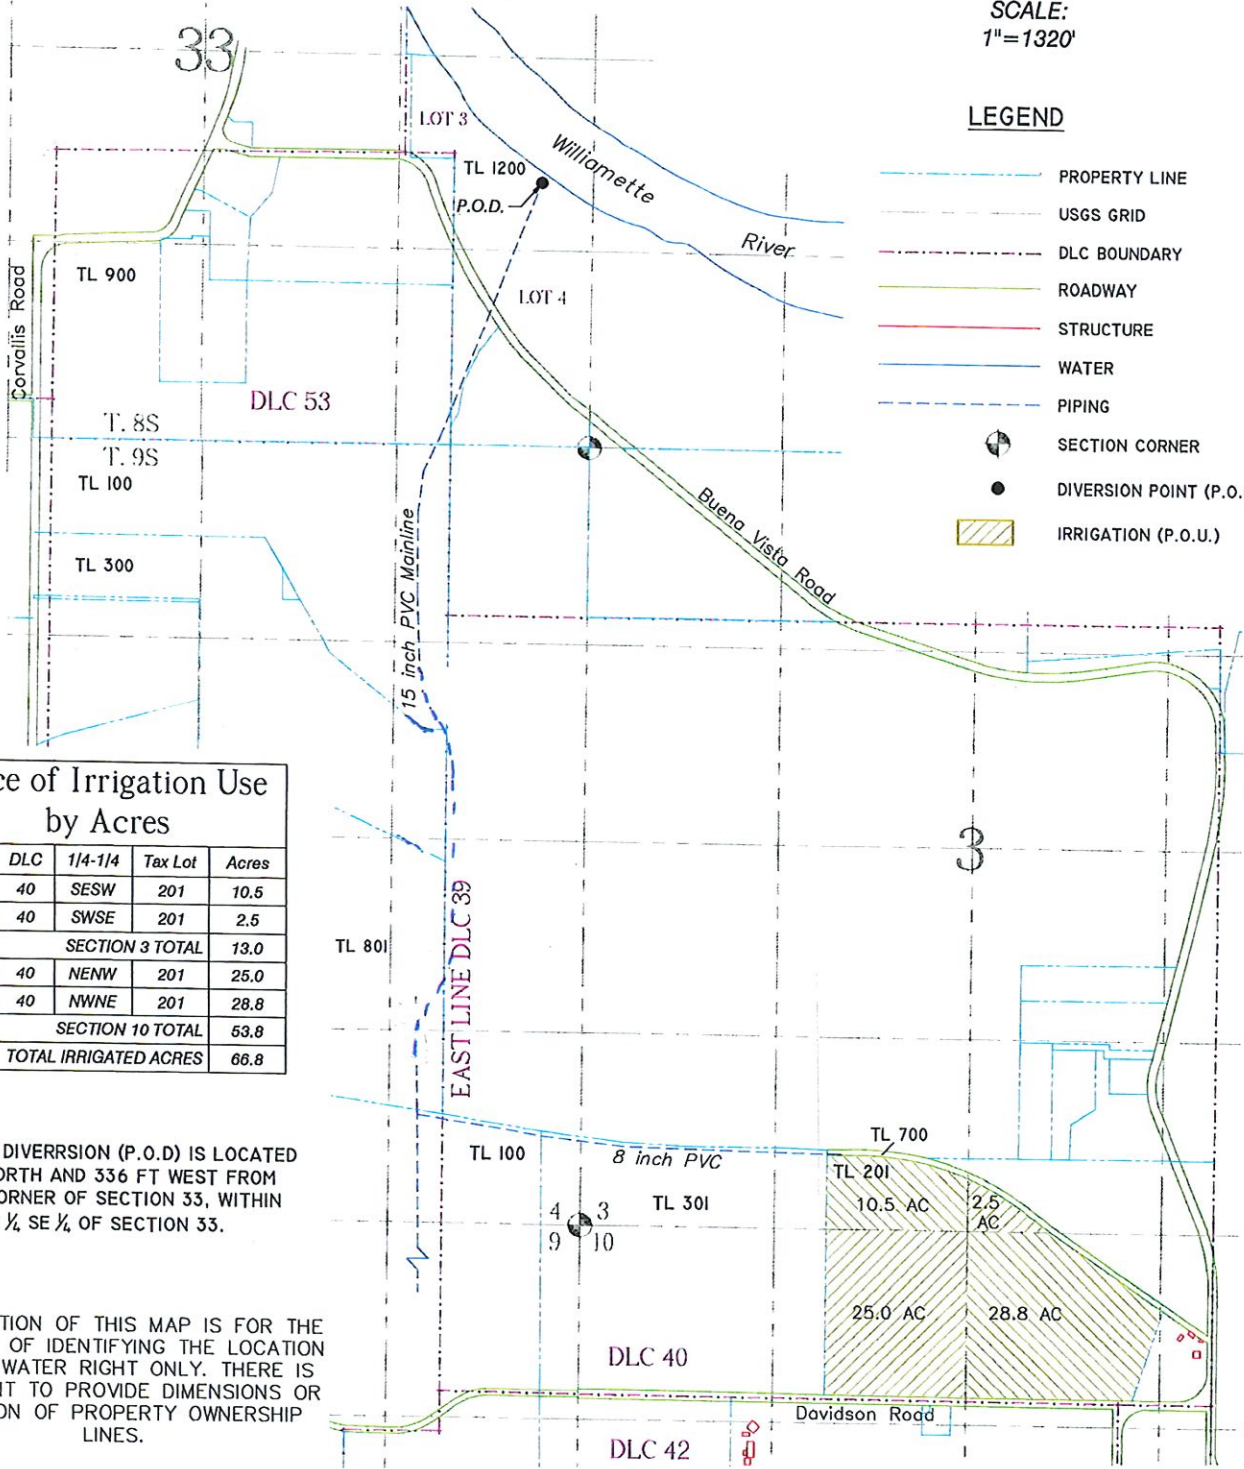 SCALE:
1"=1320'
33
LEGEND
LOT 3
Williamette
River
TL 1200
P.O.D.
PROPERTY LINE
USGS GRID
DLC BOUNDARY
ROADWAY
STRUCTURE
WATER
PIPING
SECTION CORNER
DIVERSION POINT (P.O.
IRRIGATION (P.O.U.)
TL 900
LOT 4
Corvallis Road
DLC 53
T. 8S
T. 9S
TL 100
TL 300
15 inch PVC Mainline
Buena Vista Road
ce of Irrigation Use
by Acres
DLC 1/4-1/4 Tax Lot Acres
40 SESW 201 10.5
40 SWSE 201 2.5
SECTION 3 TOTAL 13.0
40 NENW 201 25.0
40 NWNE 201 28.8
SECTION 10 TOTAL 53.8
TOTAL IRRIGATED ACRES 66.8
3
TL 801
EAST LINE DLC 39
DIVERRSION (P.O.D) IS LOCATED
ORTH AND 336 FT WEST FROM
ORNER OF SECTION 33, WITHIN
¼ SE ¼ OF SECTION 33.
TL 100
8 inch PVC
TL 700
TL 201
TL 301
10.5 AC
2.5
AC
4 3
9 10
25.0 AC
28.8 AC
TION OF THIS MAP IS FOR THE
OF IDENTIFYING THE LOCATION
WATER RIGHT ONLY. THERE IS
IT TO PROVIDE DIMENSIONS OR
ON OF PROPERTY OWNERSHIP
LINES.
DLC 40
Davidson Road
DLC 42